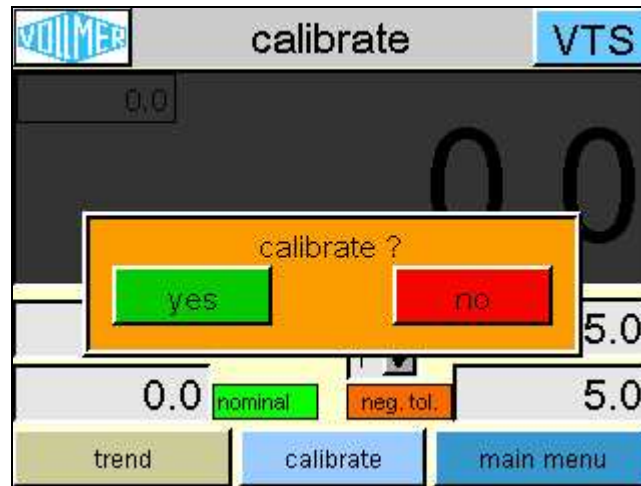 VOLLMER calibrate VTS
0.0
0.0
calibrate ?
yes no
5.0
0.0 nominal neg. tol. 5.0
trend calibrate main menu